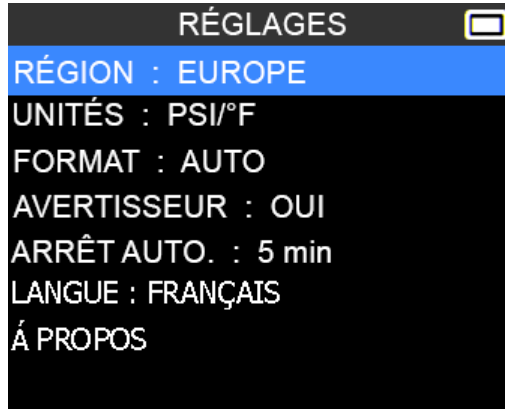 RÉGLAGES
RÉGION : EUROPE
UNITÉS : PSI/°F
FORMAT : AUTO
AVERTISSEUR : OUI
ARRÊT AUTO. : 5 min
LANGUE : FRANÇAIS
Á PROPOS